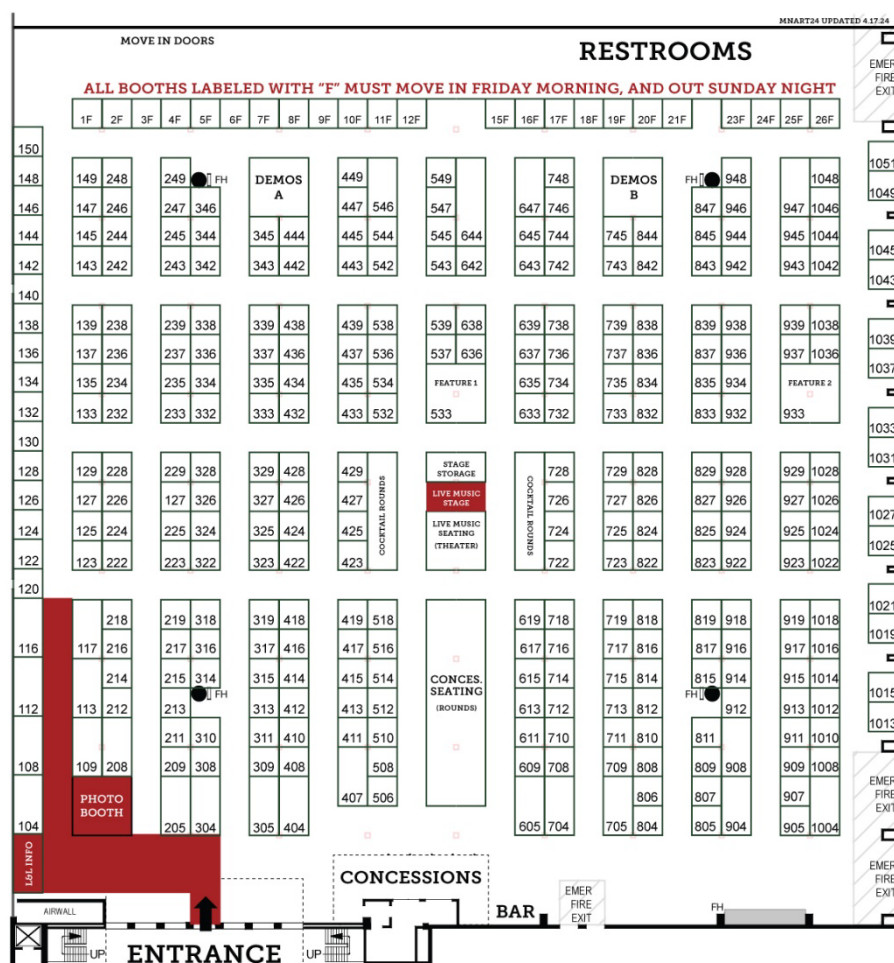 MNART24 UPDATED 4.17.24
MOVE IN DOORS
RESTROOMS
EMER
FIRE
EXIT
ALL BOOTHS LABELED WITH "F" MUST MOVE IN FRIDAY MORNING, AND OUT SUNDAY NIGHT
1F 2F 3F 4F 5F 6F 7F 8F 9F 10F 11F 12F 15F 16F 17F 18F 19F 20F 21F 23F 24F 25F 26F
150 1051
148 149 248 249 FH DEMOS A 449 549 748 DEMOS B FH 948 1048 1049
146 147 246 247 346 447 546 547 647 746 847 946 947 1046
144 145 244 245 344 345 444 445 544 545 644 645 744 745 844 845 944 945 1044 1045
142 143 242 243 342 343 442 443 542 543 642 643 742 743 842 843 942 943 1042 1043
140
138 139 238 239 338 339 438 439 538 539 638 639 738 739 838 839 938 939 1038 1039
136 137 236 237 336 337 436 437 536 537 636 637 736 737 836 837 936 937 1036
134 135 234 235 334 335 434 435 534 FEATURE 1 635 734 735 834 835 934 FEATURE 2 1037
132 133 232 233 332 333 432 433 532 533 633 732 733 832 833 932 933 1033
130 1031
128 129 228 229 328 329 428 429 STAGE STORAGE 728 729 828 829 928 929 1028
126 127 226 127 326 327 426 427 COCKTAIL ROUNDS LIVE MUSIC STAGE COCKTAIL ROUNDS 726 727 826 827 926 927 1026 1027
124 125 224 225 324 325 424 425 LIVE MUSIC SEATING (THEATER) 724 725 824 825 924 925 1024 1025
122 123 222 223 322 323 422 423 722 723 822 823 922 923 1022
120 1021
218 219 318 319 418 419 518 619 618 718 719 818 819 918 919 1018 1019
116 117 216 217 316 317 416 417 516 617 716 717 816 817 916 917 1016
214 215 314 315 414 415 514 CONCES. SEATING (ROUNDS) 615 714 715 814 815 914 915 1014 1015
112 113 212 213 FH 313 412 413 512 613 712 713 812 FH 912 913 1012 1013
211 310 311 410 411 510 611 710 711 810 811 911 1010
108 109 208 209 308 309 408 508 609 708 709 808 809 908 909 1008
PHOTO BOOTH 407 506 806 807 907 EMER FIRE EXIT
104 205 304 305 404 605 704 705 804 805 904 905 1004
L&L INFO
CONCESSIONS
EMER FIRE EXIT
EMER FIRE EXIT
AIRWALL
BAR
FH
UP ENTRANCE UP